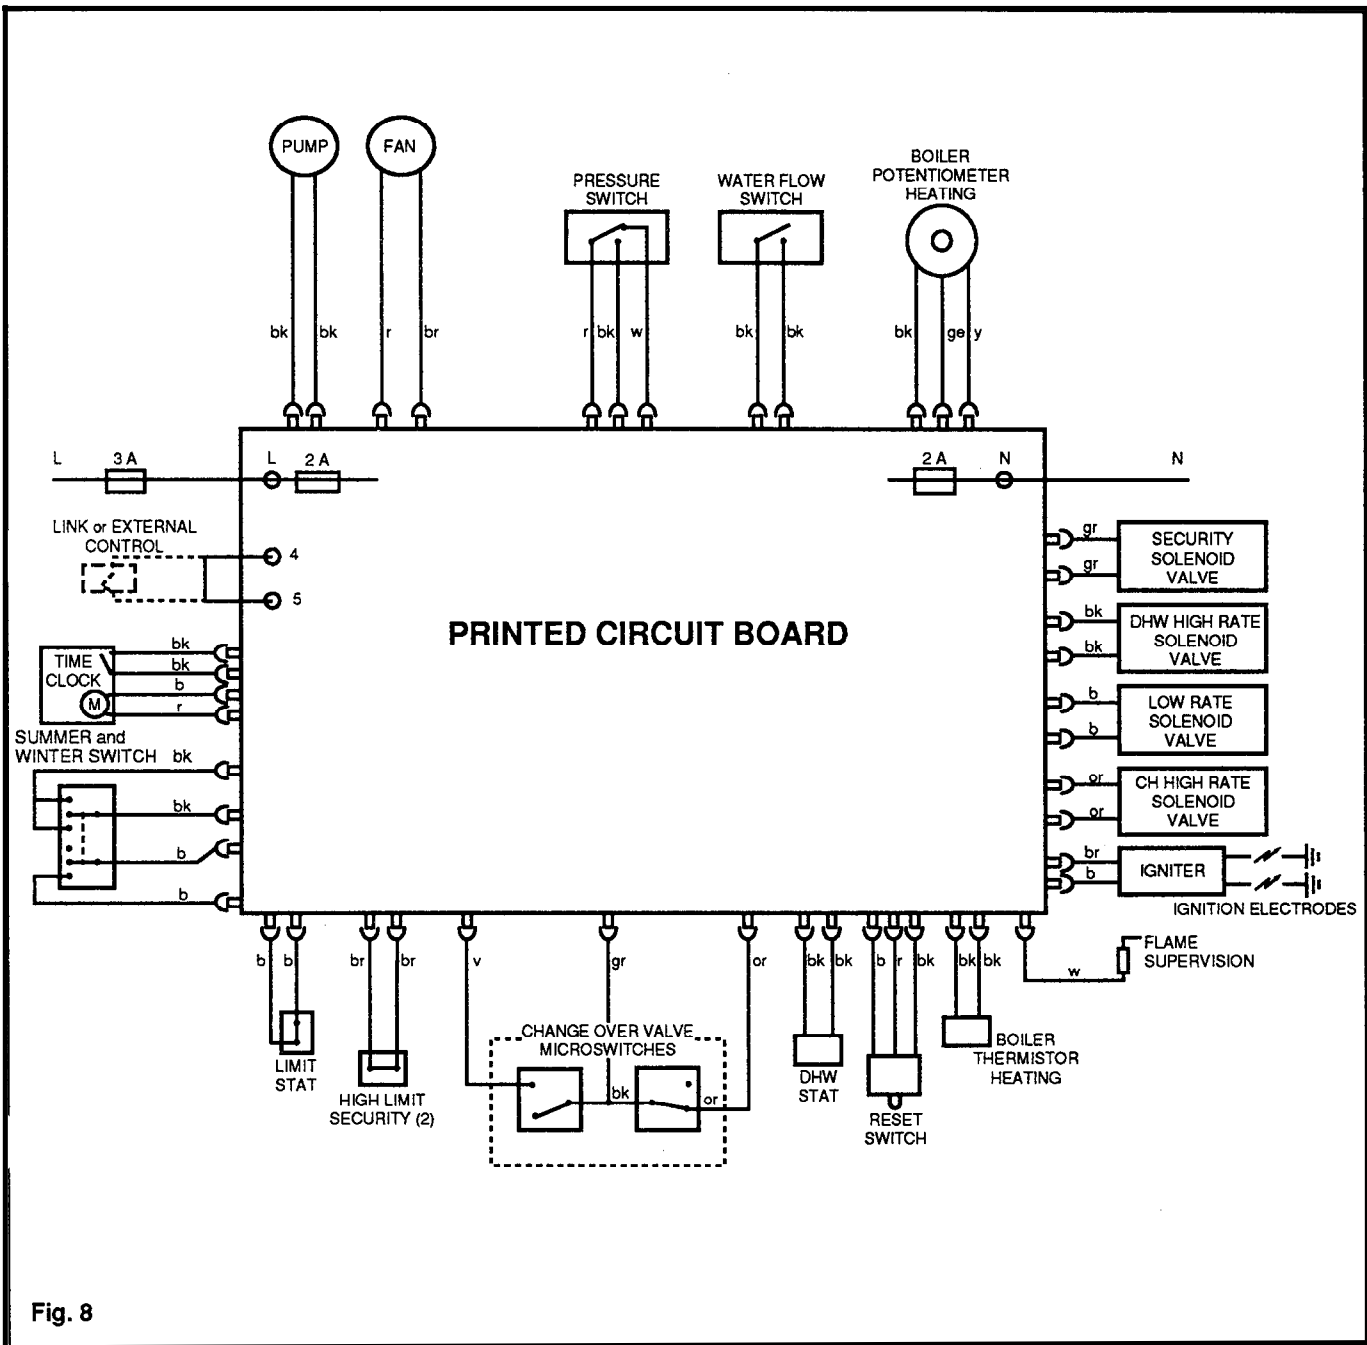 PUMP
FAN
PRESSURE
SWITCH
WATER FLOW
SWITCH
BOILER
POTENTIOMETER
HEATING
bk
bk
r
br
r
bk
w
bk
bk
bk
ge
y
L
3 A
L
2 A
2 A
N
N
LINK or EXTERNAL
CONTROL
4
5
PRINTED CIRCUIT BOARD
TIME
CLOCK
M
bk
bk
b
r
SUMMER and
WINTER SWITCH
bk
bk
b
b
gr
gr
SECURITY
SOLENOID
VALVE
bk
bk
DHW HIGH RATE
SOLENOID
VALVE
b
b
LOW RATE
SOLENOID
VALVE
or
or
CH HIGH RATE
SOLENOID
VALVE
br
b
IGNITER
IGNITION ELECTRODES
b
b
br
br
v
gr
or
bk
bk
b
r
bk
bk
bk
w
FLAME
SUPERVISION
LIMIT
STAT
HIGH LIMIT
SECURITY (2)
CHANGE OVER VALVE
MICROSWITCHES
bk
or
DHW
STAT
RESET
SWITCH
BOILER
THERMISTOR
HEATING
Fig. 8